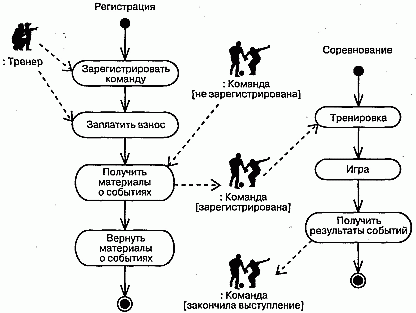 Регистрация
: Тренер
Зарегистрировать
команду
Заплатить взнос
Получить
материалы
о событиях
Вернуть
материалы
о событиях
: Команда
[не зарегистрирована]
: Команда
[зарегистрирована]
: Команда
[закончила выступление]
Соревнование
Тренировка
Игра
Получить
результаты событий